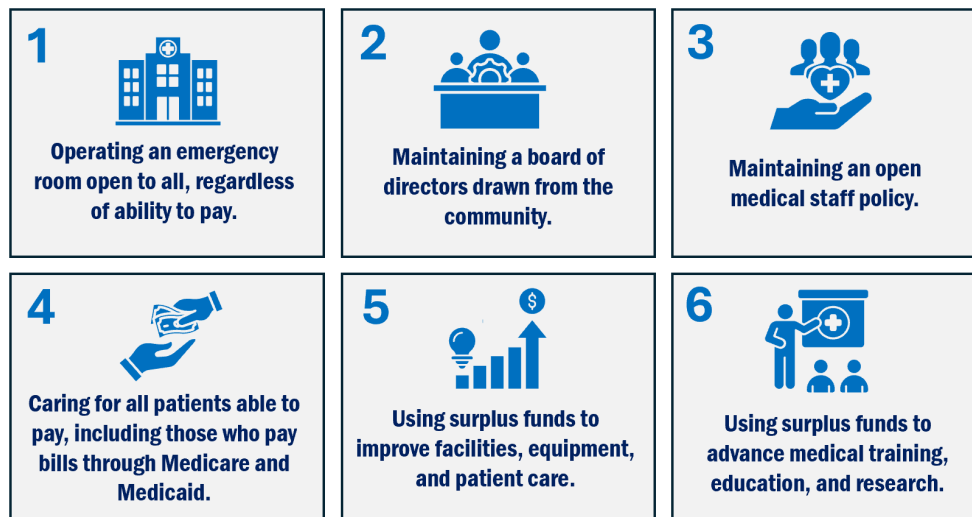 1
Operating an emergency
room open to all, regardless
of ability to pay.
2
Maintaining a board of
directors drawn from the
community.
3
Maintaining an open
medical staff policy.
4
Caring for all patients able to
pay, including those who pay
bills through Medicare and
Medicaid.
5
$
Using surplus funds to
improve facilities, equipment,
and patient care.
6
Using surplus funds to
advance medical training,
education, and research.